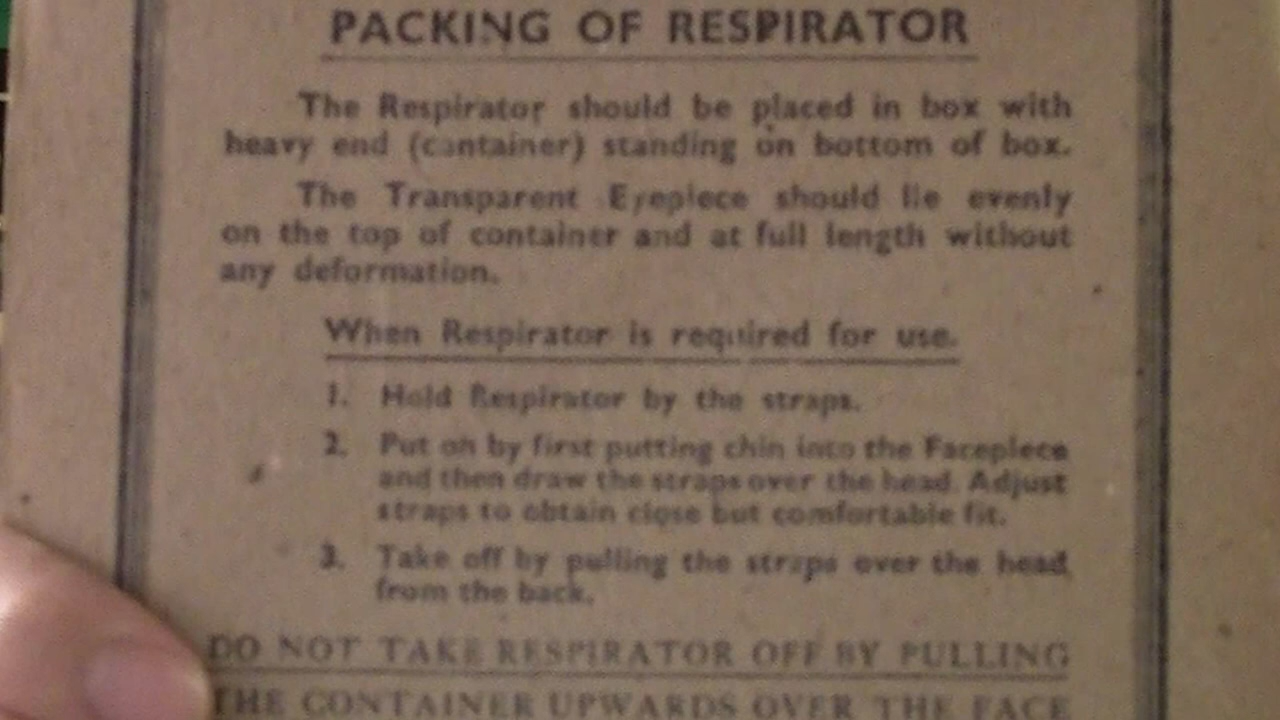 PACKING OF RESPIRATOR
The Respirator should be placed in box with
heavy end (container) standing on bottom of box.
The Transparent Eyepiece should lie evenly
on the top of container and at full length without
any deformation.
When Respirator is required for use.
1. Hold Respirator by the straps.
2. Put on by first putting chin into the Facepiece
and then draw the straps over the head. Adjust
straps to obtain close but comfortable fit.
3. Take off by pulling the straps over the head
from the back.
DO NOT TAKE RESPIRATOR OFF BY PULLING
THE CONTAINER UPWARDS OVER THE FACE